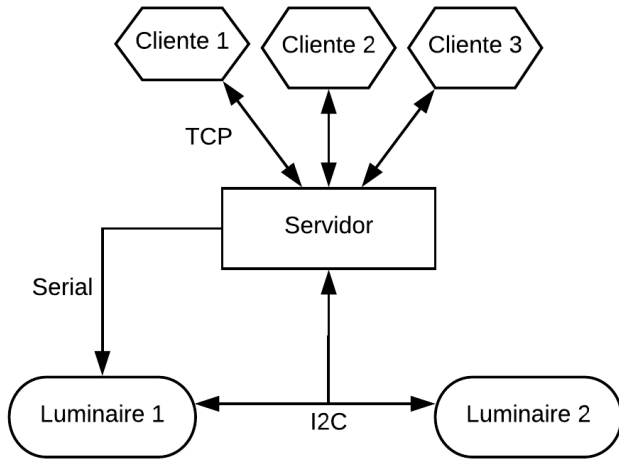 Cliente 1
Cliente 2
Cliente 3
TCP
Servidor
Serial
Luminaire 1
I2C
Luminaire 2